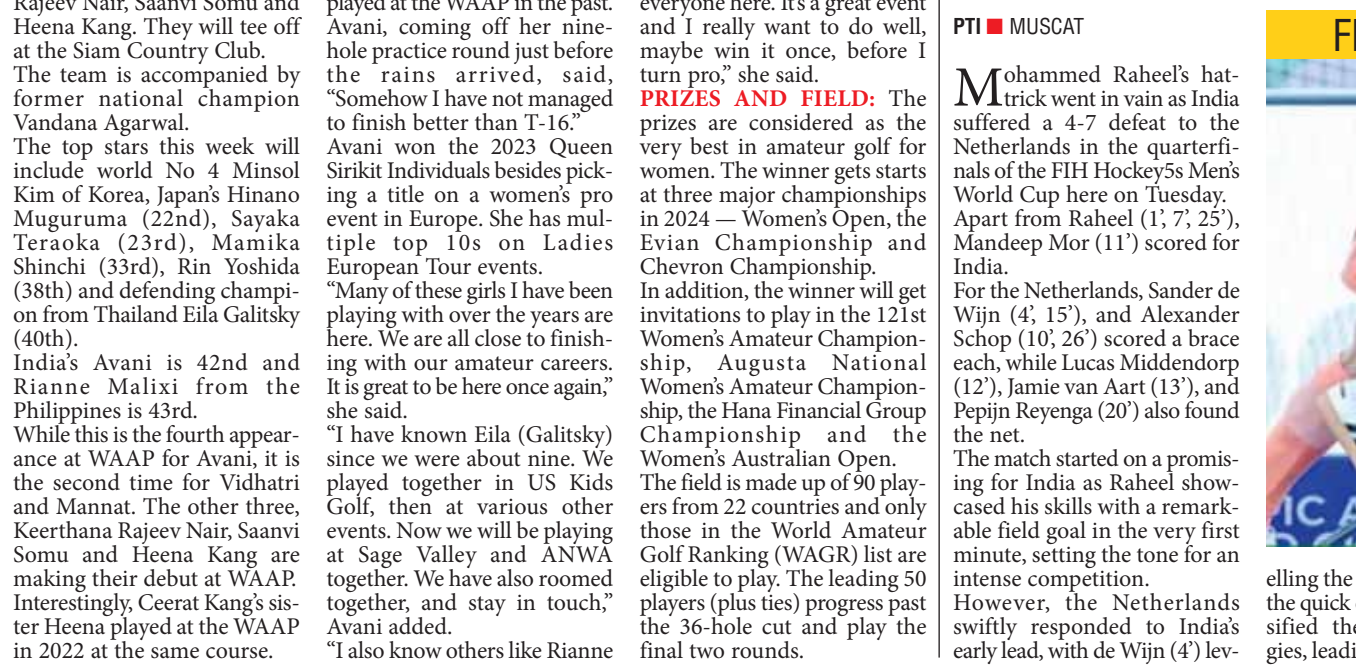 Rajeev Nair, Saanvi Somu and
Heena Kang. They will tee off
at the Siam Country Club.
The team is accompanied by
former national champion
Vandana Agarwal.
The top stars this week will
include world No 4 Minsol
Kim of Korea, Japan's Hinano
Muguruma (22nd), Sayaka
Teraoka (23rd), Mamika
Shinchi (33rd), Rin Yoshida
(38th) and defending champi-
on from Thailand Eila Galitsky
(40th).
India's Avani is 42nd and
Rianne Malixi from the
Philippines is 43rd.
While this is the fourth appear-
ance at WAAP for Avani, it is
the second time for Vidhatri
and Mannat. The other three,
Keerthana Rajeev Nair, Saanvi
Somu and Heena Kang are
making their debut at WAAP.
Interestingly, Ceerat Kang's sis-
ter Heena played at the WAAP
in 2022 at the same course.
played at the WAAP in the past.
Avani, coming off her nine-
hole practice round just before
the rains arrived, said,
“Somehow I have not managed
to finish better than T-16.”
Avani won the 2023 Queen
Sirikit Individuals besides pick-
ing a title on a women's pro
event in Europe. She has mul-
tiple top 10s on Ladies
European Tour events.
“Many of these girls I have been
playing with over the years are
here. We are all close to finish-
ing with our amateur careers.
It is great to be here once again,”
she said.
“I have known Eila (Galitsky)
since we were about nine. We
played together in US Kids
Golf, then at various other
events. Now we will be playing
at Sage Valley and ANWA
together. We have also roomed
together, and stay in touch,”
Avani added.
“I also know others like Rianne
everyone here. It's a great event
and I really want to do well,
maybe win it once, before I
turn pro,” she said.
PRIZES AND FIELD: The
prizes are considered as the
very best in amateur golf for
women. The winner gets starts
at three major championships
in 2024 — Women's Open, the
Evian Championship and
Chevron Championship.
In addition, the winner will get
invitations to play in the 121st
Women's Amateur Champion-
ship, Augusta National
Women's Amateur Champion-
ship, the Hana Financial Group
Championship and the
Women's Australian Open.
The field is made up of 90 play-
ers from 22 countries and only
those in the World Amateur
Golf Ranking (WAGR) list are
eligible to play. The leading 50
players (plus ties) progress past
the 36-hole cut and play the
final two rounds.
PTI ■ MUSCAT
Mohammed Raheel's hat-
trick went in vain as India
suffered a 4-7 defeat to the
Netherlands in the quarterfi-
nals of the FIH Hockey5s Men's
World Cup here on Tuesday.
Apart from Raheel (1', 7', 25'),
Mandeep Mor (11') scored for
India.
For the Netherlands, Sander de
Wijn (4', 15'), and Alexander
Schop (10', 26') scored a brace
each, while Lucas Middendorp
(12'), Jamie van Aart (13'), and
Pepijn Reyenga (20') also found
the net.
The match started on a promis-
ing for India as Raheel show-
cased his skills with a remark-
able field goal in the very first
minute, setting the tone for an
intense competition.
However, the Netherlands
swiftly responded to India's
early lead, with de Wijn (4') lev-
elling the
the quick
sified the
gies, leadi